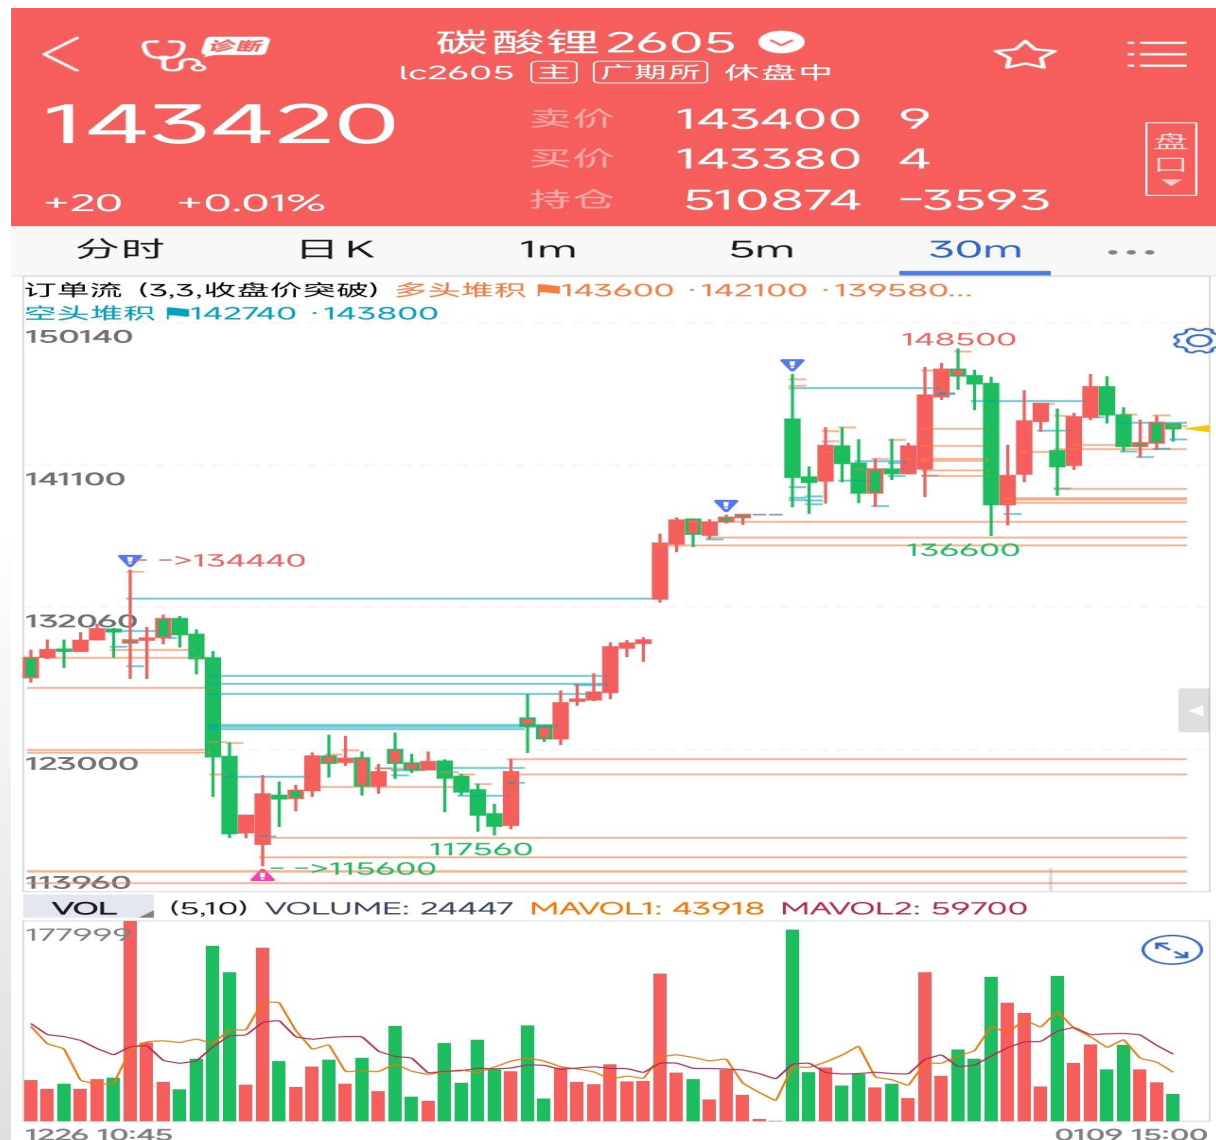 诊断
碳酸锂2605
lc2605 主 广期所 休盘中
143420 卖价 143400 9
买价 143380 4
+20 +0.01% 持仓 510874 -3593
盘口
分时 日K 1m 5m 30m ...
订单流 (3,3,收盘价突破) 多头堆积 143600 ·142100 ·139580...
空头堆积 142740 ·143800
150140
148500
141100
136600
-->134440
132060
123000
117560
-->115600
113960
VOL (5,10) VOLUME: 24447 MAVOL1: 43918 MAVOL2: 59700
177999
1226 10:45 0109 15:00